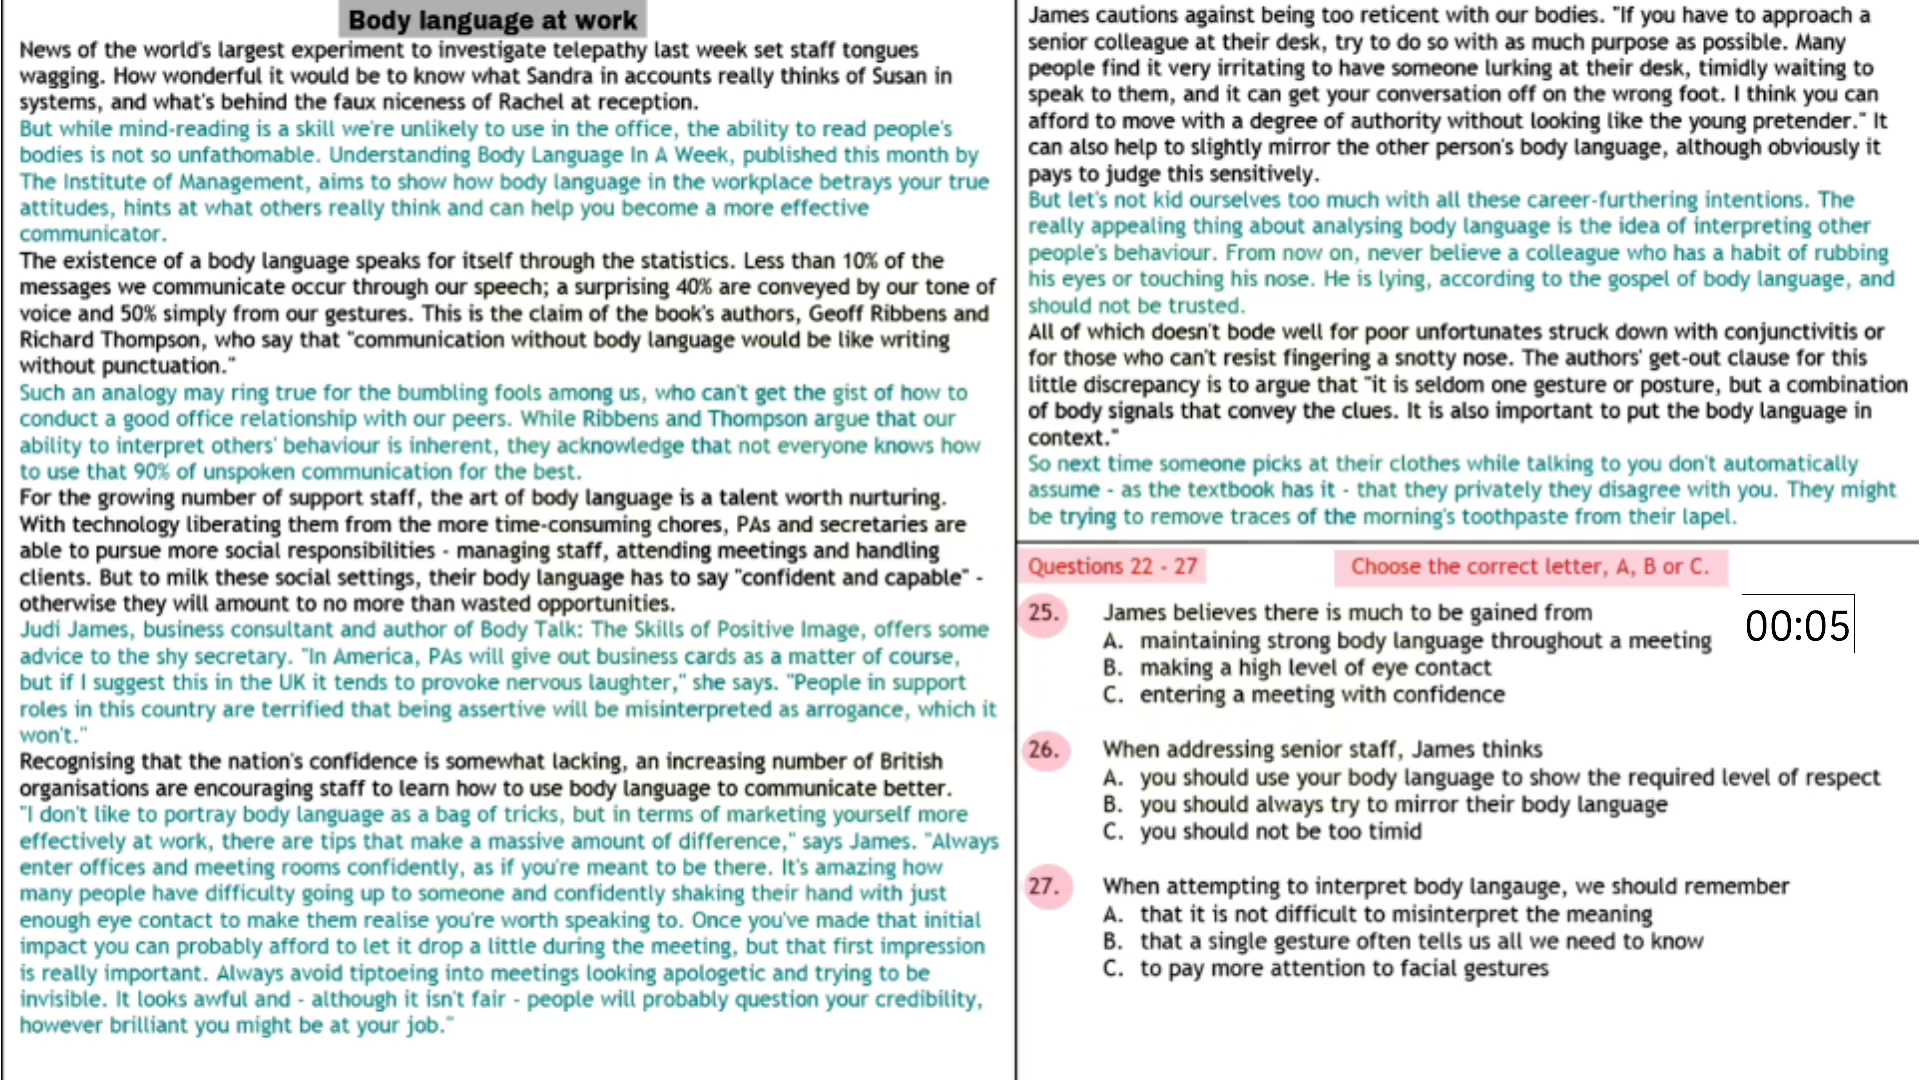 Body language at work
News of the world's largest experiment to investigate telepathy last week set staff tongues
wagging. How wonderful it would be to know what Sandra in accounts really thinks of Susan in
systems, and what's behind the faux niceness of Rachel at reception.
But while mind-reading is a skill we're unlikely to use in the office, the ability to read people's
bodies is not so unfathomable. Understanding Body Language In A Week, published this month by
The Institute of Management, aims to show how body language in the workplace betrays your true
attitudes, hints at what others really think and can help you become a more effective
communicator.
The existence of a body language speaks for itself through the statistics. Less than 10% of the
messages we communicate occur through our speech; a surprising 40% are conveyed by our tone of
voice and 50% simply from our gestures. This is the claim of the book's authors, Geoff Ribbens and
Richard Thompson, who say that "communication without body language would be like writing
without punctuation."
Such an analogy may ring true for the bumbling fools among us, who can't get the gist of how to
conduct a good office relationship with our peers. While Ribbens and Thompson argue that our
ability to interpret others' behaviour is inherent, they acknowledge that not everyone knows how
to use that 90% of unspoken communication for the best.
For the growing number of support staff, the art of body language is a talent worth nurturing.
With technology liberating them from the more time-consuming chores, PAs and secretaries are
able to pursue more social responsibilities - managing staff, attending meetings and handling
clients. But to milk these social settings, their body language has to say "confident and capable" -
otherwise they will amount to no more than wasted opportunities.
Judi James, business consultant and author of Body Talk: The Skills of Positive Image, offers some
advice to the shy secretary. "In America, PAs will give out business cards as a matter of course,
but if I suggest this in the UK it tends to provoke nervous laughter," she says. "People in support
roles in this country are terrified that being assertive will be misinterpreted as arrogance, which it
won't."
Recognising that the nation's confidence is somewhat lacking, an increasing number of British
organisations are encouraging staff to learn how to use body language to communicate better.
"I don't like to portray body language as a bag of tricks, but in terms of marketing yourself more
effectively at work, there are tips that make a massive amount of difference," says James. "Always
enter offices and meeting rooms confidently, as if you're meant to be there. It's amazing how
many people have difficulty going up to someone and confidently shaking their hand with just
enough eye contact to make them realise you're worth speaking to. Once you've made that initial
impact you can probably afford to let it drop a little during the meeting, but that first impression
is really important. Always avoid tiptoeing into meetings looking apologetic and trying to be
invisible. It looks awful and - although it isn't fair - people will probably question your credibility,
however brilliant you might be at your job."
James cautions against being too reticent with our bodies. "If you have to approach a
senior colleague at their desk, try to do so with as much purpose as possible. Many
people find it very irritating to have someone lurking at their desk, timidly waiting to
speak to them, and it can get your conversation off on the wrong foot. I think you can
afford to move with a degree of authority without looking like the young pretender." It
can also help to slightly mirror the other person's body language, although obviously it
pays to judge this sensitively.
But let's not kid ourselves too much with all these career-furthering intentions. The
really appealing thing about analysing body language is the idea of interpreting other
people's behaviour. From now on, never believe a colleague who has a habit of rubbing
his eyes or touching his nose. He is lying, according to the gospel of body language, and
should not be trusted.
All of which doesn't bode well for poor unfortunates struck down with conjunctivitis or
for those who can't resist fingering a snotty nose. The authors' get-out clause for this
little discrepancy is to argue that "it is seldom one gesture or posture, but a combination
of body signals that convey the clues. It is also important to put the body language in
context."
So next time someone picks at their clothes while talking to you don't automatically
assume - as the textbook has it - that they privately they disagree with you. They might
be trying to remove traces of the morning's toothpaste from their lapel.
Questions 22 - 27 Choose the correct letter, A, B or C.
25. James believes there is much to be gained from
A. maintaining strong body language throughout a meeting
B. making a high level of eye contact
C. entering a meeting with confidence
00:05
26. When addressing senior staff, James thinks
A. you should use your body language to show the required level of respect
B. you should always try to mirror their body language
C. you should not be too timid
27. When attempting to interpret body langauge, we should remember
A. that it is not difficult to misinterpret the meaning
B. that a single gesture often tells us all we need to know
C. to pay more attention to facial gestures